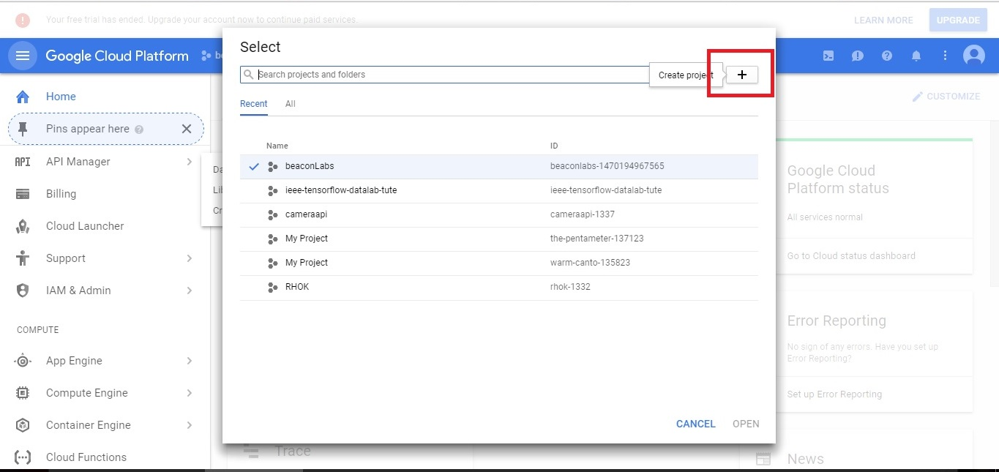 Your free trial has ended. Upgrade your account now to continue paid services.
LEARN MORE
UPGRADE
Google Cloud Platform
be
Home
Pins appear here
API Manager
Billing
Cloud Launcher
Support
IAM & Admin
COMPUTE
App Engine
Compute Engine
Container Engine
Cloud Functions
Da
Lib
Cr
Select
Search projects and folders
Create project
Recent
All
Name ID
beaconLabs beaconlabs-1470194967565
ieee-tensorflow-datalab-tute ieee-tensorflow-datalab-tute
cameraapi cameraapi-1337
My Project the-pentameter-137123
My Project warm-canto-135823
RHOK rhok-1332
CANCEL OPEN
Trace
CUSTOMIZE
Google Cloud
Platform status
All services normal
Go to Cloud status dashboard
Error Reporting
No sign of any errors. Have you set up
Error Reporting?
Set up Error Reporting
News